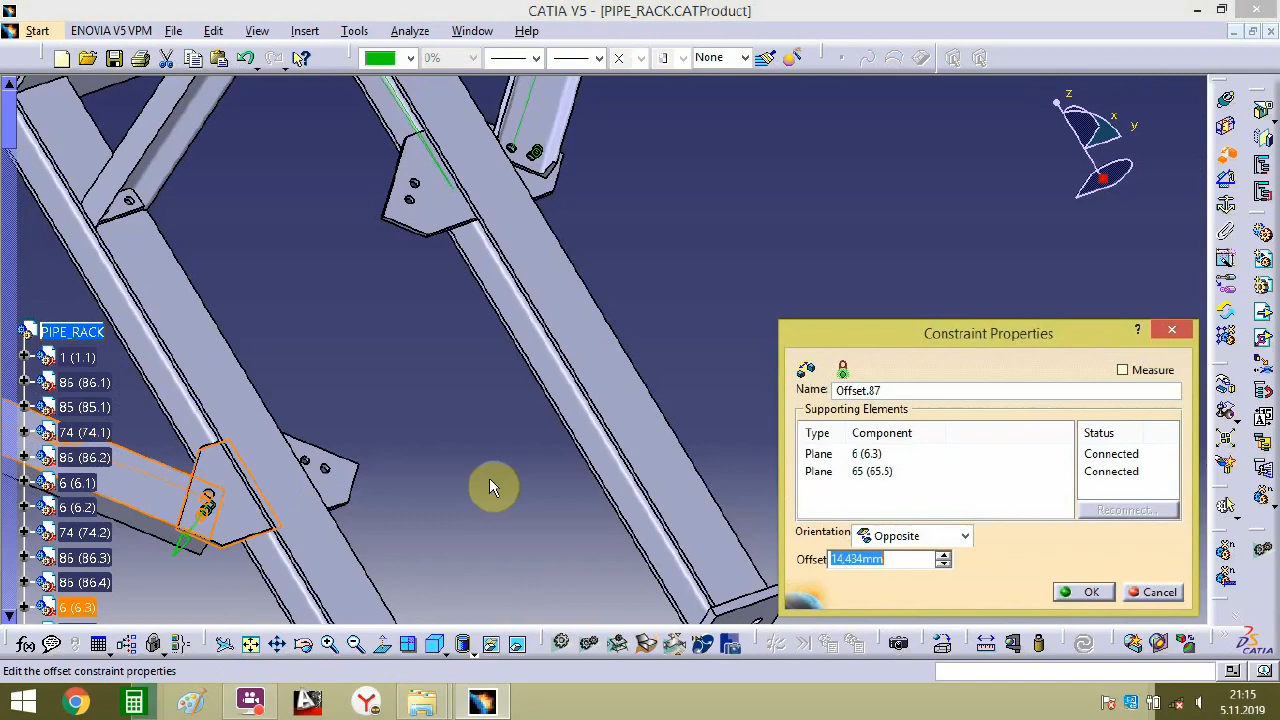 CATIA V5 - [PIPE_RACK.CATProduct]
Start ENOVIA V5 VPM File Edit View Insert Tools Analyze Window Help
0% None
z
x
y
PIPE_RACK
1 (1.1)
86 (86.1)
85 (85.1)
74 (74.1)
86 (86.2)
6 (6.1)
6 (6.2)
74 (74.2)
86 (86.3)
86 (86.4)
6 (6.3)
Constraint Properties
? 
Measure
Name: Offset.87
Supporting Elements
Type Component Status
Plane 6 (6.3) Connected
Plane 65 (65.5) Connected
Reconnect...
Orientation Opposite
Offset 14,434mm
OK Cancel
f(x)
CATIA
Edit the offset constraint properties
21:15
5.11.2019